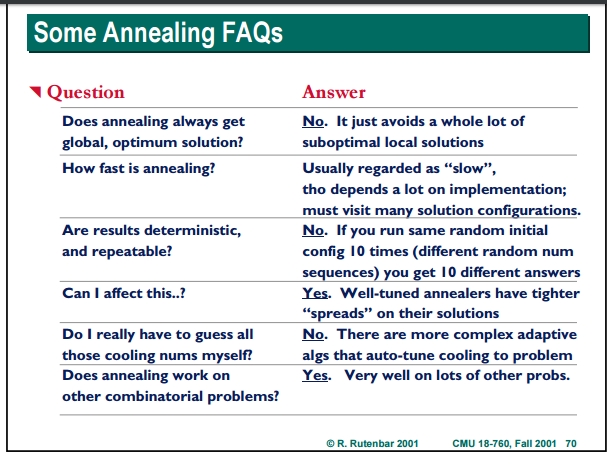 Some Annealing FAQs
Question Answer
Does annealing always get
global, optimum solution?
No. It just avoids a whole lot of
suboptimal local solutions
How fast is annealing?
Usually regarded as “slow”,
tho depends a lot on implementation;
must visit many solution configurations.
Are results deterministic,
and repeatable?
No. If you run same random initial
config 10 times (different random num
sequences) you get 10 different answers
Can I affect this..?
Yes. Well-tuned annealers have tighter
“spreads” on their solutions
Do I really have to guess all
those cooling nums myself?
No. There are more complex adaptive
algs that auto-tune cooling to problem
Does annealing work on
other combinatorial problems?
Yes. Very well on lots of other probs.
© R. Rutenbar 2001 CMU 18-760, Fall 2001 70